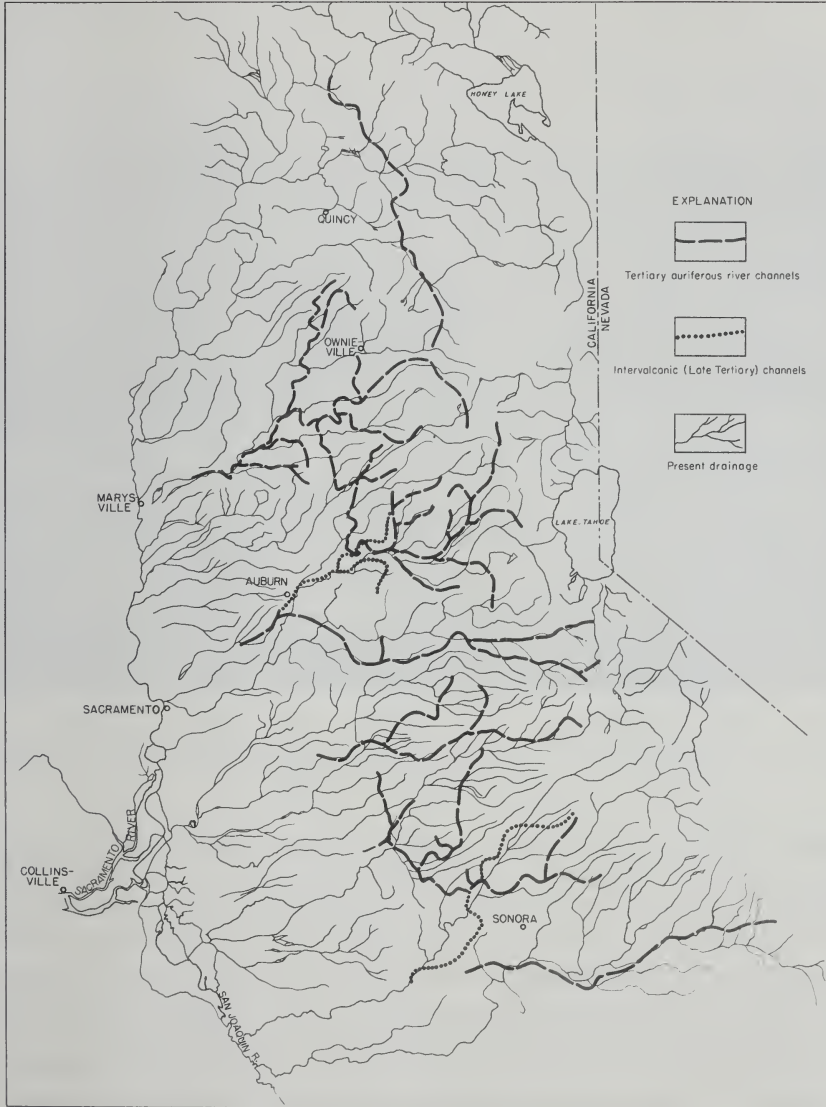 HONEY LAKE
QUINCY
EXPLANATION
Tertiary auriferous river channels
CALIFORNIA
NEVADA
OWNIE-
VILLE
Intervolcanic (Late Tertiary) channels
Present drainage
MARYS-
VILLE
LAKE TAHOE
AUBURN
SACRAMENTO
SACRAMENTO RIVER
COLLINS-
VILLE
SONORA
SAN JOAQUIN R.